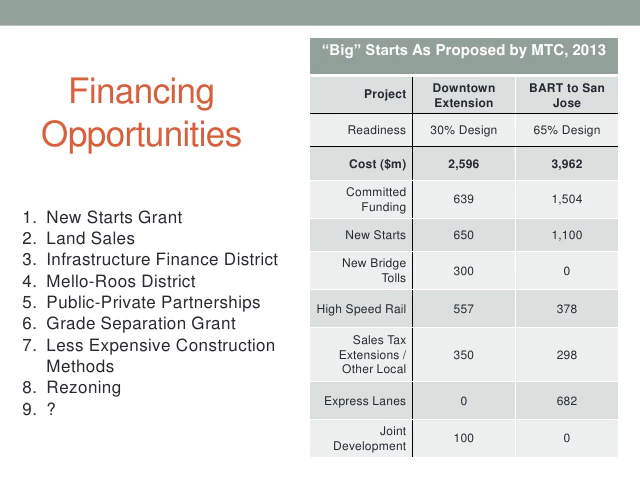 Financing
Opportunities
1. New Starts Grant
2. Land Sales
3. Infrastructure Finance District
4. Mello-Roos District
5. Public-Private Partnerships
6. Grade Separation Grant
7. Less Expensive Construction
Methods
8. Rezoning
9. ?
“Big” Starts As Proposed by MTC, 2013
Project Downtown Extension BART to San Jose
Readiness 30% Design 65% Design
Cost ($m) 2,596 3,962
Committed Funding 639 1,504
New Starts 650 1,100
New Bridge Tolls 300 0
High Speed Rail 557 378
Sales Tax Extensions / Other Local 350 298
Express Lanes 0 682
Joint Development 100 0